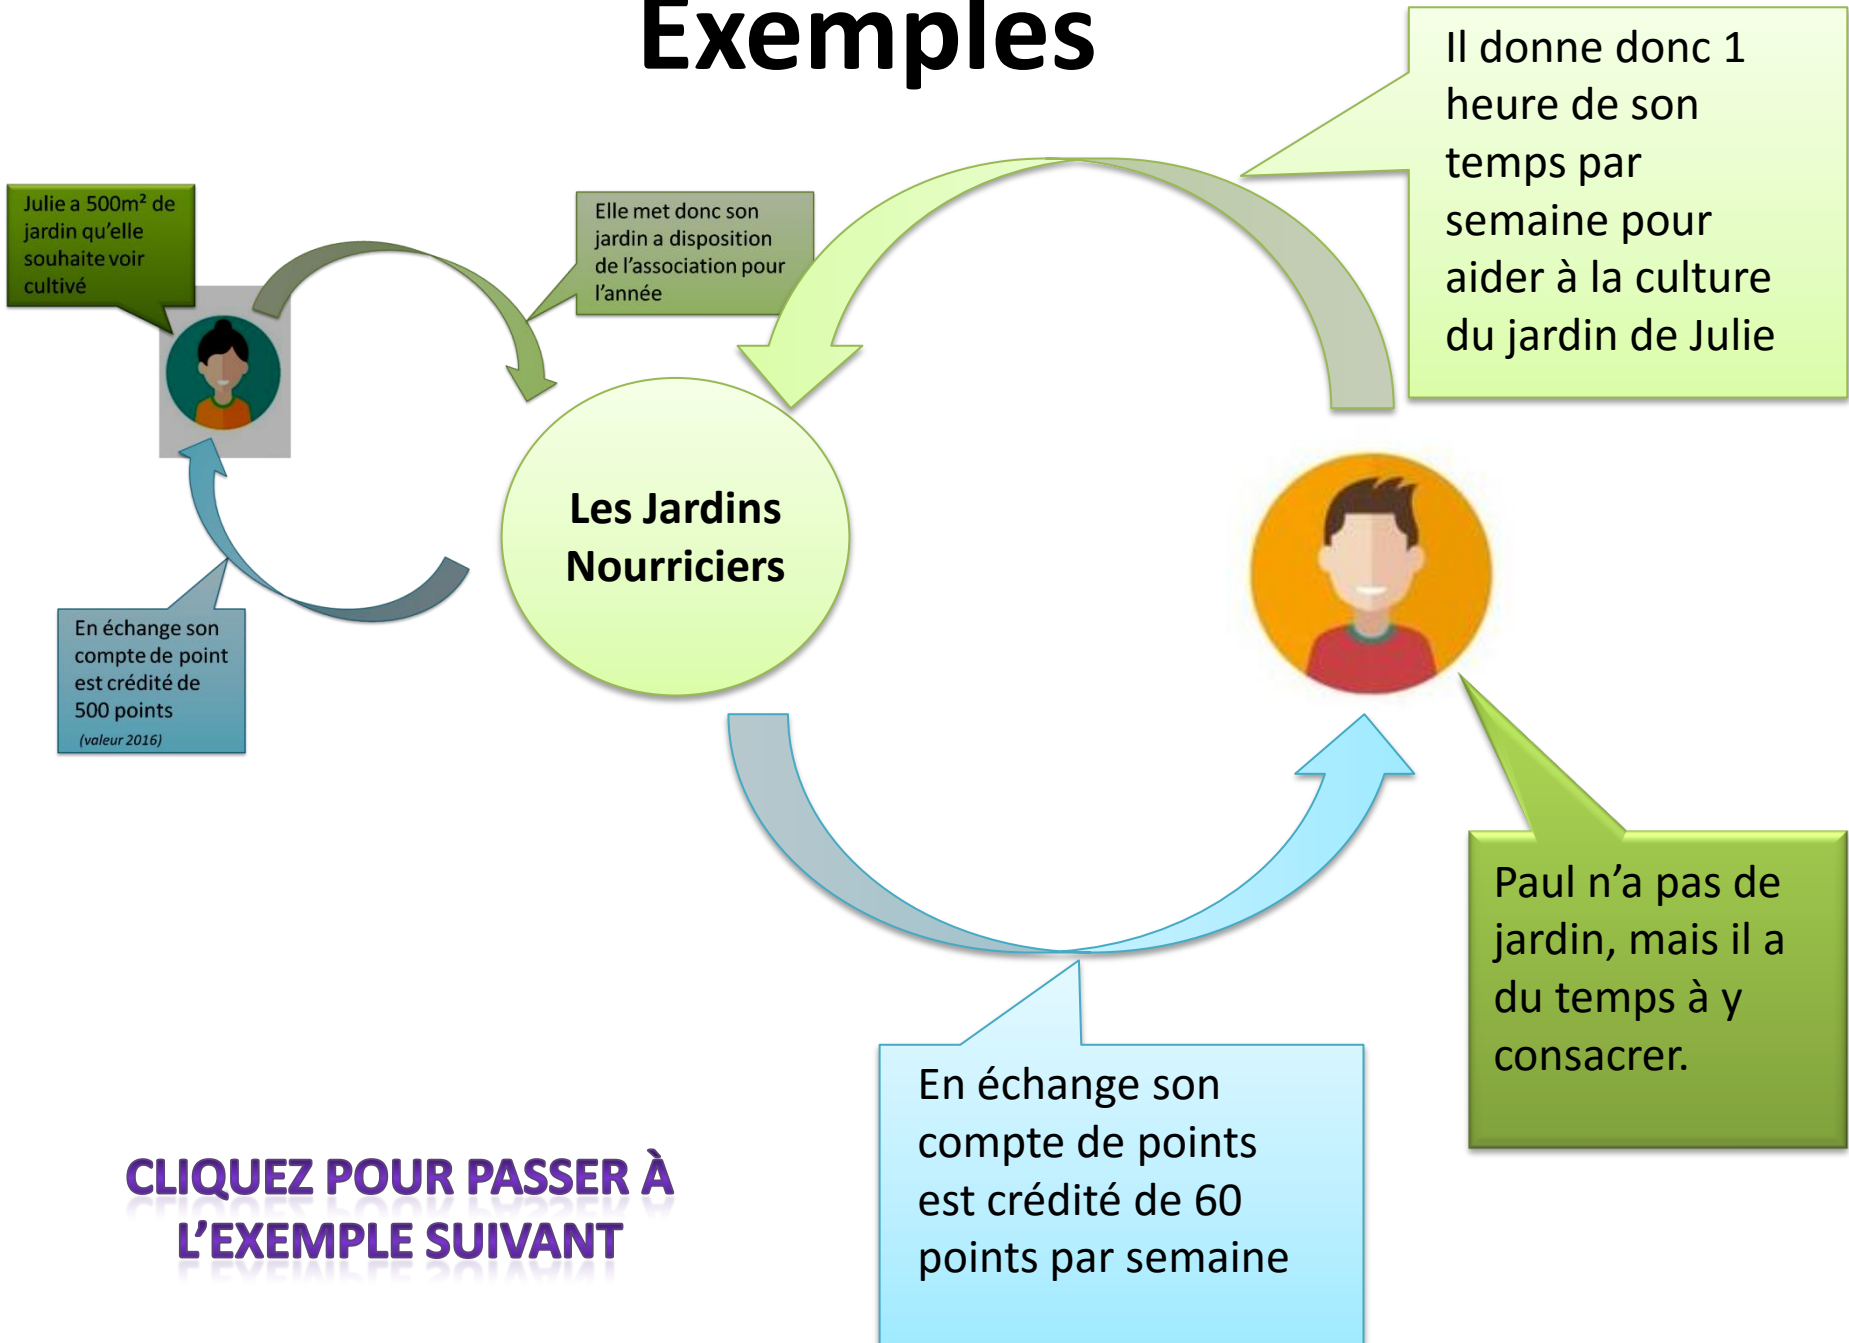 Exemples
Julie a 500m² de
jardin qu'elle
souhaite voir
cultivé
Elle met donc son
jardin a disposition
de l'association pour
l'année
En échange son
compte de point
est crédité de
500 points
(valeur 2016)
Les Jardins
Nourriciers
Il donne donc 1
heure de son
temps par
semaine pour
aider à la culture
du jardin de Julie
Paul n'a pas de
jardin, mais il a
du temps à y
consacrer.
En échange son
compte de points
est crédité de 60
points par semaine
CLIQUEZ POUR PASSER À
L'EXEMPLE SUIVANT